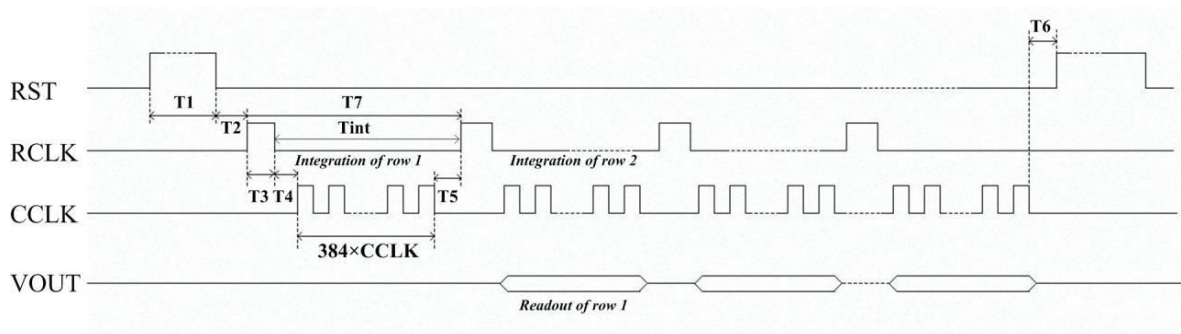 T6
RST
T1
T7
T2
Tint
RCLK
Integration of row 1
Integration of row 2
T3 T4
T5
CCLK
384×CCLK
VOUT
Readout of row 1